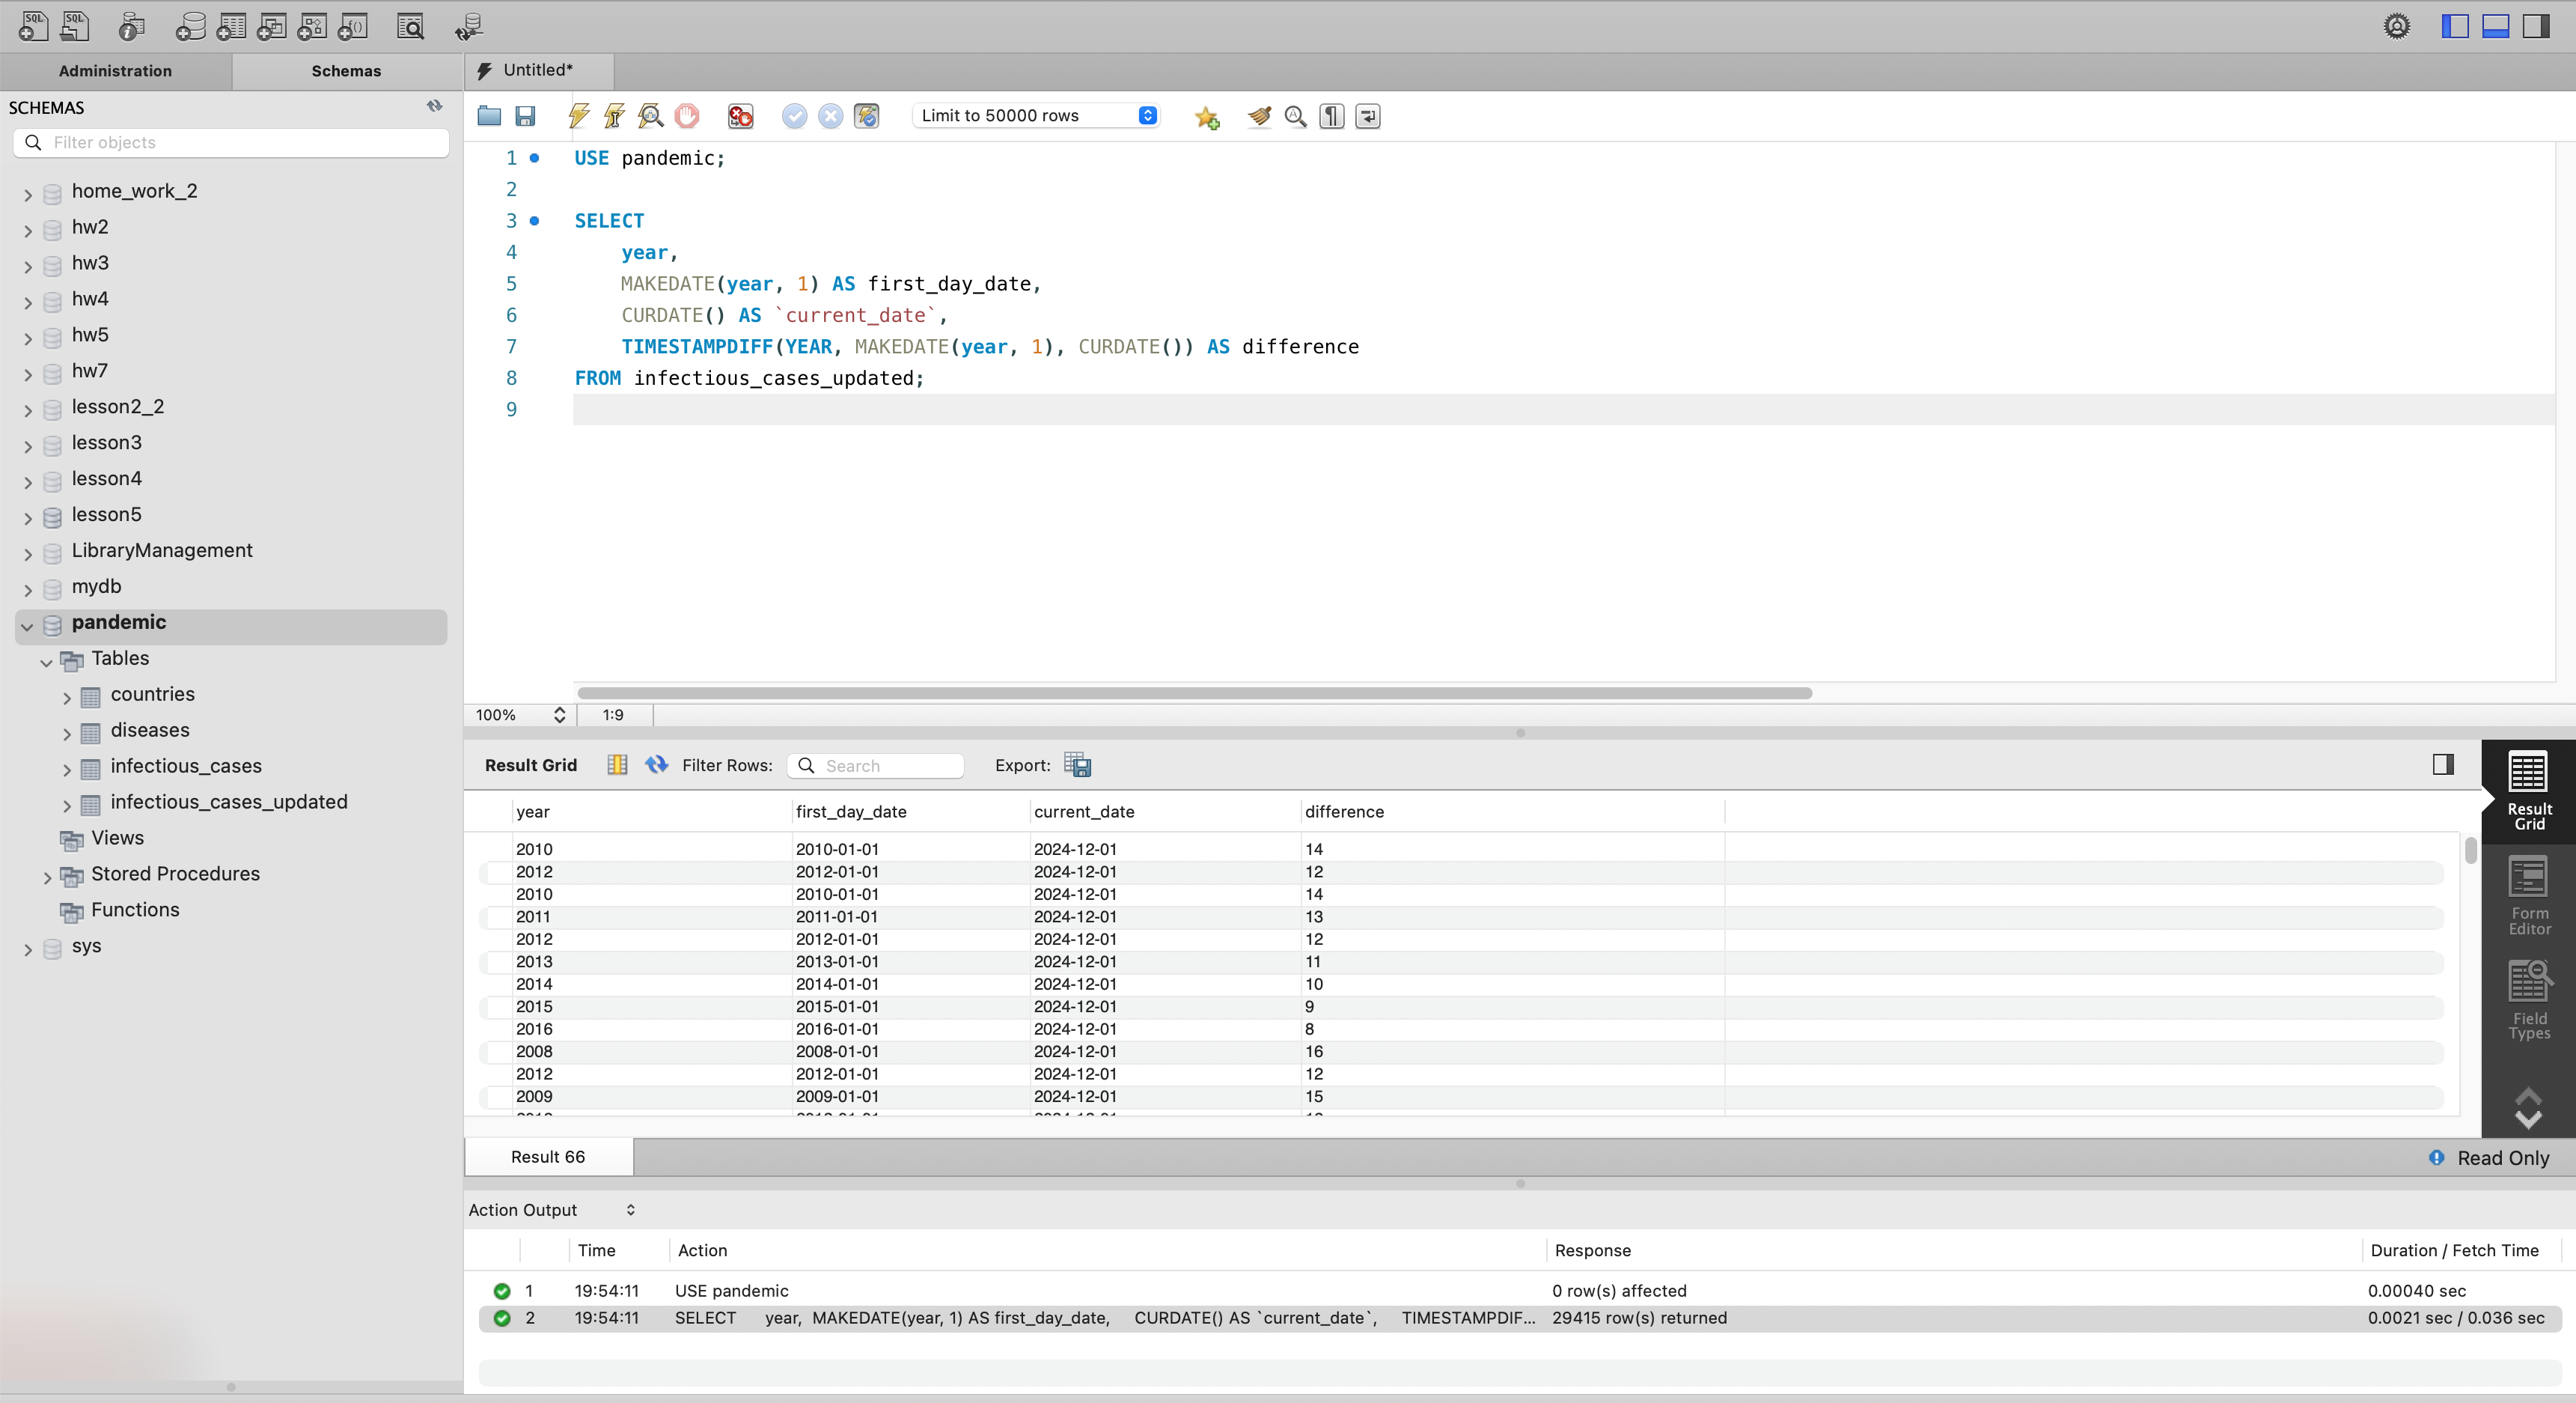 SQL SQL
Administration Schemas Untitled*
SCHEMAS
Filter objects
home_work_2
hw2
hw3
hw4
hw5
hw7
lesson2_2
lesson3
lesson4
lesson5
LibraryManagement
mydb
pandemic
Tables
countries
diseases
infectious_cases
infectious_cases_updated
Views
Stored Procedures
Functions
sys
Limit to 50000 rows
1 USE pandemic;
2
3 SELECT
4 year,
5 MAKEDATE(year, 1) AS first_day_date,
6 CURDATE() AS `current_date`,
7 TIMESTAMPDIFF(YEAR, MAKEDATE(year, 1), CURDATE()) AS difference
8 FROM infectious_cases_updated;
9
100% 1:9
Result Grid Filter Rows: Search Export:
year first_day_date current_date difference
2010 2010-01-01 2024-12-01 14
2012 2012-01-01 2024-12-01 12
2010 2010-01-01 2024-12-01 14
2011 2011-01-01 2024-12-01 13
2012 2012-01-01 2024-12-01 12
2013 2013-01-01 2024-12-01 11
2014 2014-01-01 2024-12-01 10
2015 2015-01-01 2024-12-01 9
2016 2016-01-01 2024-12-01 8
2008 2008-01-01 2024-12-01 16
2012 2012-01-01 2024-12-01 12
2009 2009-01-01 2024-12-01 15
Result
Grid
Form
Editor
Field
Types
Result 66 Read Only
Action Output
Time Action Response Duration / Fetch Time
1 19:54:11 USE pandemic 0 row(s) affected 0.00040 sec
2 19:54:11 SELECT year, MAKEDATE(year, 1) AS first_day_date, CURDATE() AS `current_date`, TIMESTAMPDIF... 29415 row(s) returned 0.0021 sec / 0.036 sec